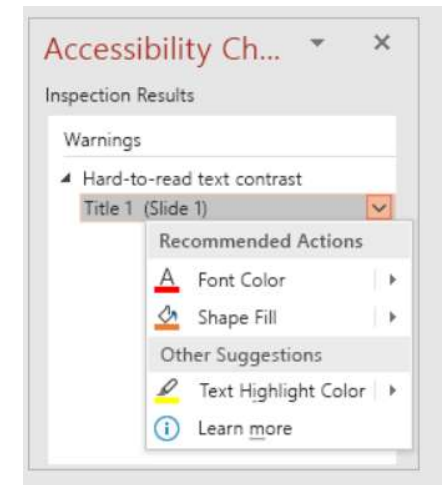 Accessibility Ch...
Inspection Results
Warnings
Hard-to-read text contrast
Title 1 (Slide 1)
Recommended Actions
Font Color
Shape Fill
Other Suggestions
Text Highlight Color
Learn more